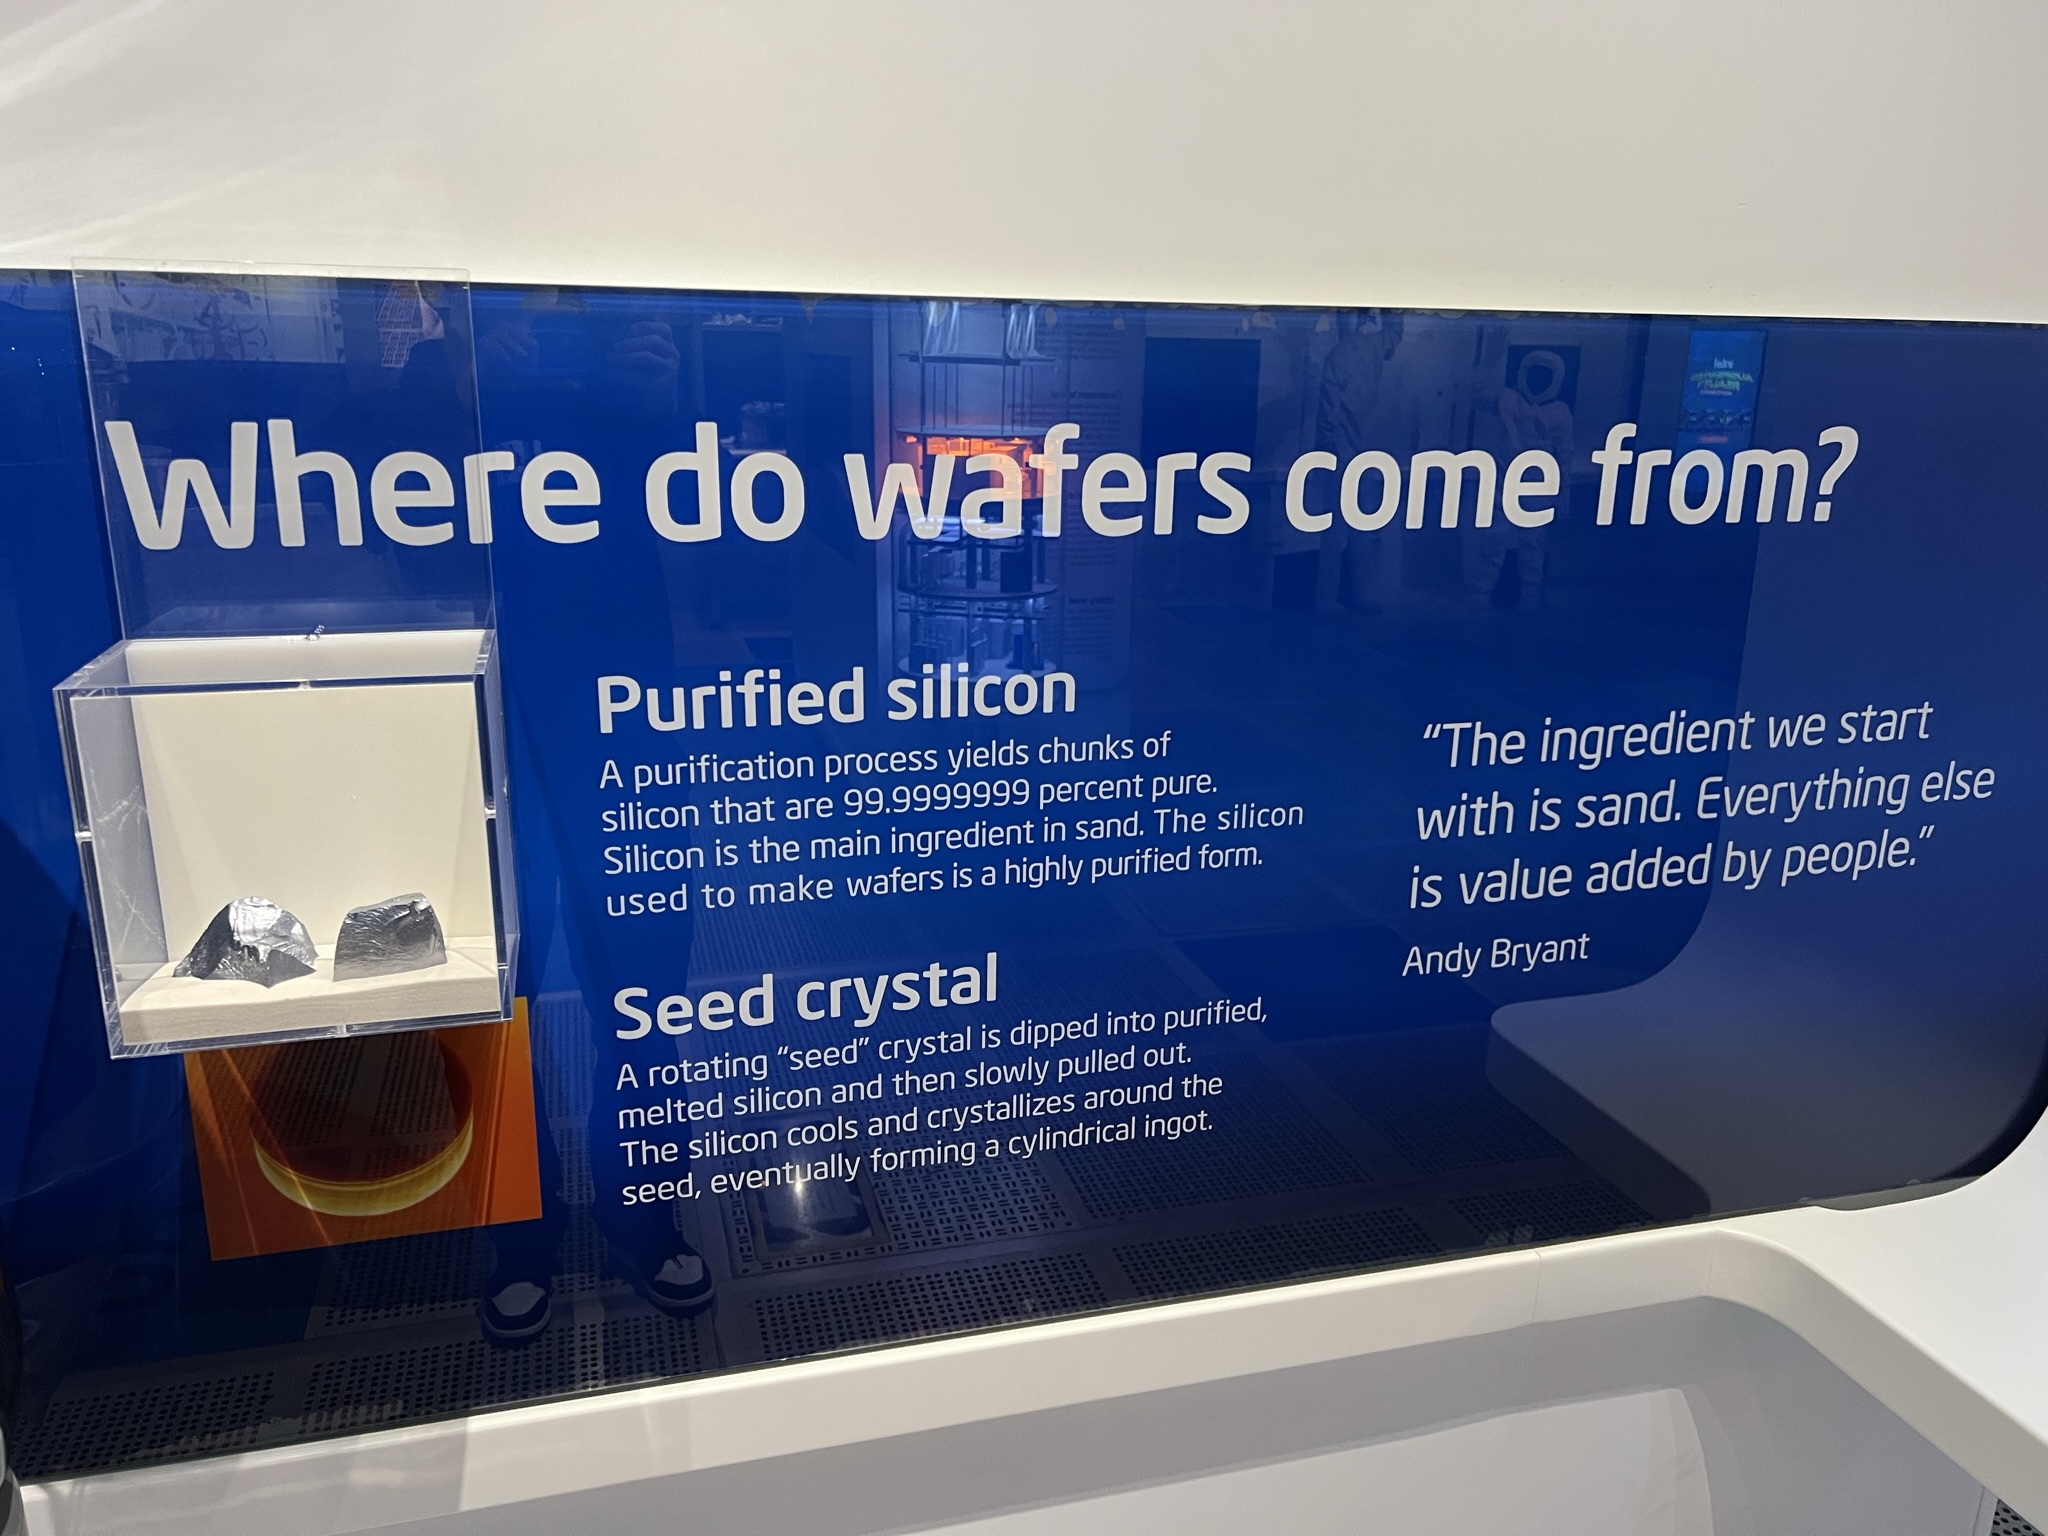 Where do wafers come from?
Purified silicon
A purification process yields chunks of
silicon that are 99.9999999 percent pure.
Silicon is the main ingredient in sand. The silicon
used to make wafers is a highly purified form.
Seed crystal
A rotating “seed” crystal is dipped into purified,
melted silicon and then slowly pulled out.
The silicon cools and crystallizes around the
seed, eventually forming a cylindrical ingot.
“The ingredient we start
with is sand. Everything else
is value added by people.”
Andy Bryant